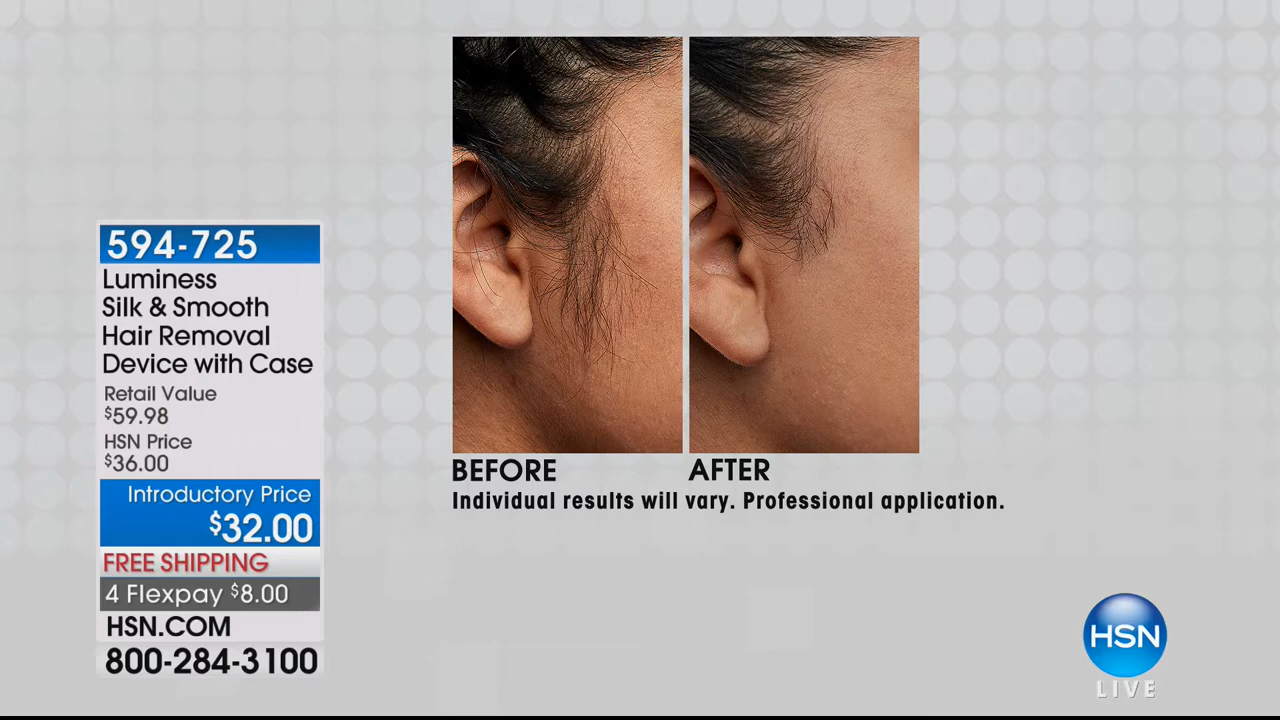 594-725
Luminess
Silk & Smooth
Hair Removal
Device with Case
Retail Value
$59.98
HSN Price
$36.00
Introductory Price
$32.00
FREE SHIPPING
4 Flexpay $8.00
HSN.COM
800-284-3100
BEFORE AFTER
Individual results will vary. Professional application.
HSN
LIVE